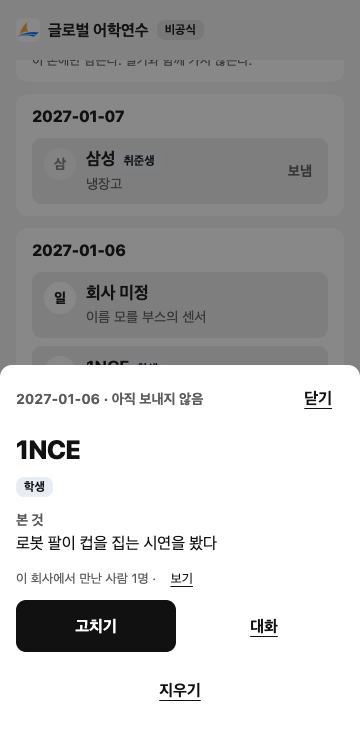 글로벌 어학연수 비공식
2027-01-07
삼 삼성 취준생
냉장고
보냄
2027-01-06
일 회사 미정
이름 모를 부스의 센서
1NCE
2027-01-06 · 아직 보내지 않음 닫기
1NCE
학생
본 것
로봇 팔이 컵을 집는 시연을 봤다
이 회사에서 만난 사람 1명 · 보기
고치기 대화
지우기